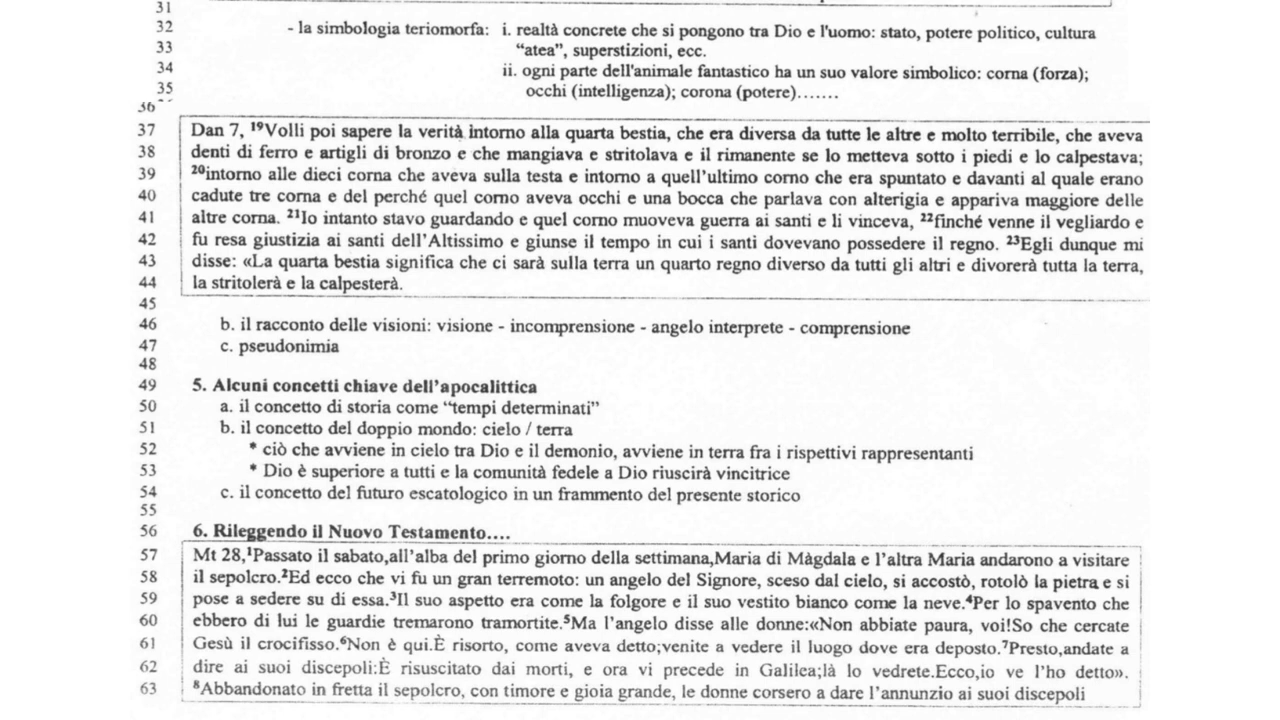 31
32 - la simbologia teriomorfa: i. realtà concrete che si pongono tra Dio e l'uomo: stato, potere politico, cultura
33 “atea”, superstizioni, ecc.
34 ii. ogni parte dell'animale fantastico ha un suo valore simbolico: corna (forza);
35 occhi (intelligenza); corona (potere).......
36
37 Dan 7, ¹⁹Volli poi sapere la verità intorno alla quarta bestia, che era diversa da tutte le altre e molto terribile, che aveva
38 denti di ferro e artigli di bronzo e che mangiava e stritolava e il rimanente se lo metteva sotto i piedi e lo calpestava;
39 ²⁰intorno alle dieci corna che aveva sulla testa e intorno a quell’ultimo corno che era spuntato e davanti al quale erano
40 cadute tre corna e del perché quel corno aveva occhi e una bocca che parlava con alterigia e appariva maggiore delle
41 altre corna. ²¹Io intanto stavo guardando e quel corno muoveva guerra ai santi e li vinceva, ²²finché venne il vegliardo e
42 fu resa giustizia ai santi dell’Altissimo e giunse il tempo in cui i santi dovevano possedere il regno. ²³Egli dunque mi
43 disse: «La quarta bestia significa che ci sarà sulla terra un quarto regno diverso da tutti gli altri e divorerà tutta la terra,
44 la stritolerà e la calpesterà.
45
46 b. il racconto delle visioni: visione - incomprensione - angelo interprete - comprensione
47 c. pseudonimia
48
49 5. Alcuni concetti chiave dell’apocalittica
50 a. il concetto di storia come “tempi determinati”
51 b. il concetto del doppio mondo: cielo / terra
52 * ciò che avviene in cielo tra Dio e il demonio, avviene in terra fra i rispettivi rappresentanti
53 * Dio è superiore a tutti e la comunità fedele a Dio riuscirà vincitrice
54 c. il concetto del futuro escatologico in un frammento del presente storico
55
56 6. Rileggendo il Nuovo Testamento....
57 Mt 28,¹Passato il sabato,all’alba del primo giorno della settimana,Maria di Màgdala e l’altra Maria andarono a visitare
58 il sepolcro.²Ed ecco che vi fu un gran terremoto: un angelo del Signore, sceso dal cielo, si accostò, rotolò la pietra e si
59 pose a sedere su di essa.³Il suo aspetto era come la folgore e il suo vestito bianco come la neve.⁴Per lo spavento che
60 ebbero di lui le guardie tremarono tramortite.⁵Ma l’angelo disse alle donne:«Non abbiate paura, voi!So che cercate
61 Gesù il crocifisso.⁶Non è qui.È risorto, come aveva detto;venite a vedere il luogo dove era deposto.⁷Presto,andate a
62 dire ai suoi discepoli:È risuscitato dai morti, e ora vi precede in Galilea;là lo vedrete.Ecco,io ve l’ho detto».
63 ⁸Abbandonato in fretta il sepolcro, con timore e gioia grande, le donne corsero a dare l’annunzio ai suoi discepoli